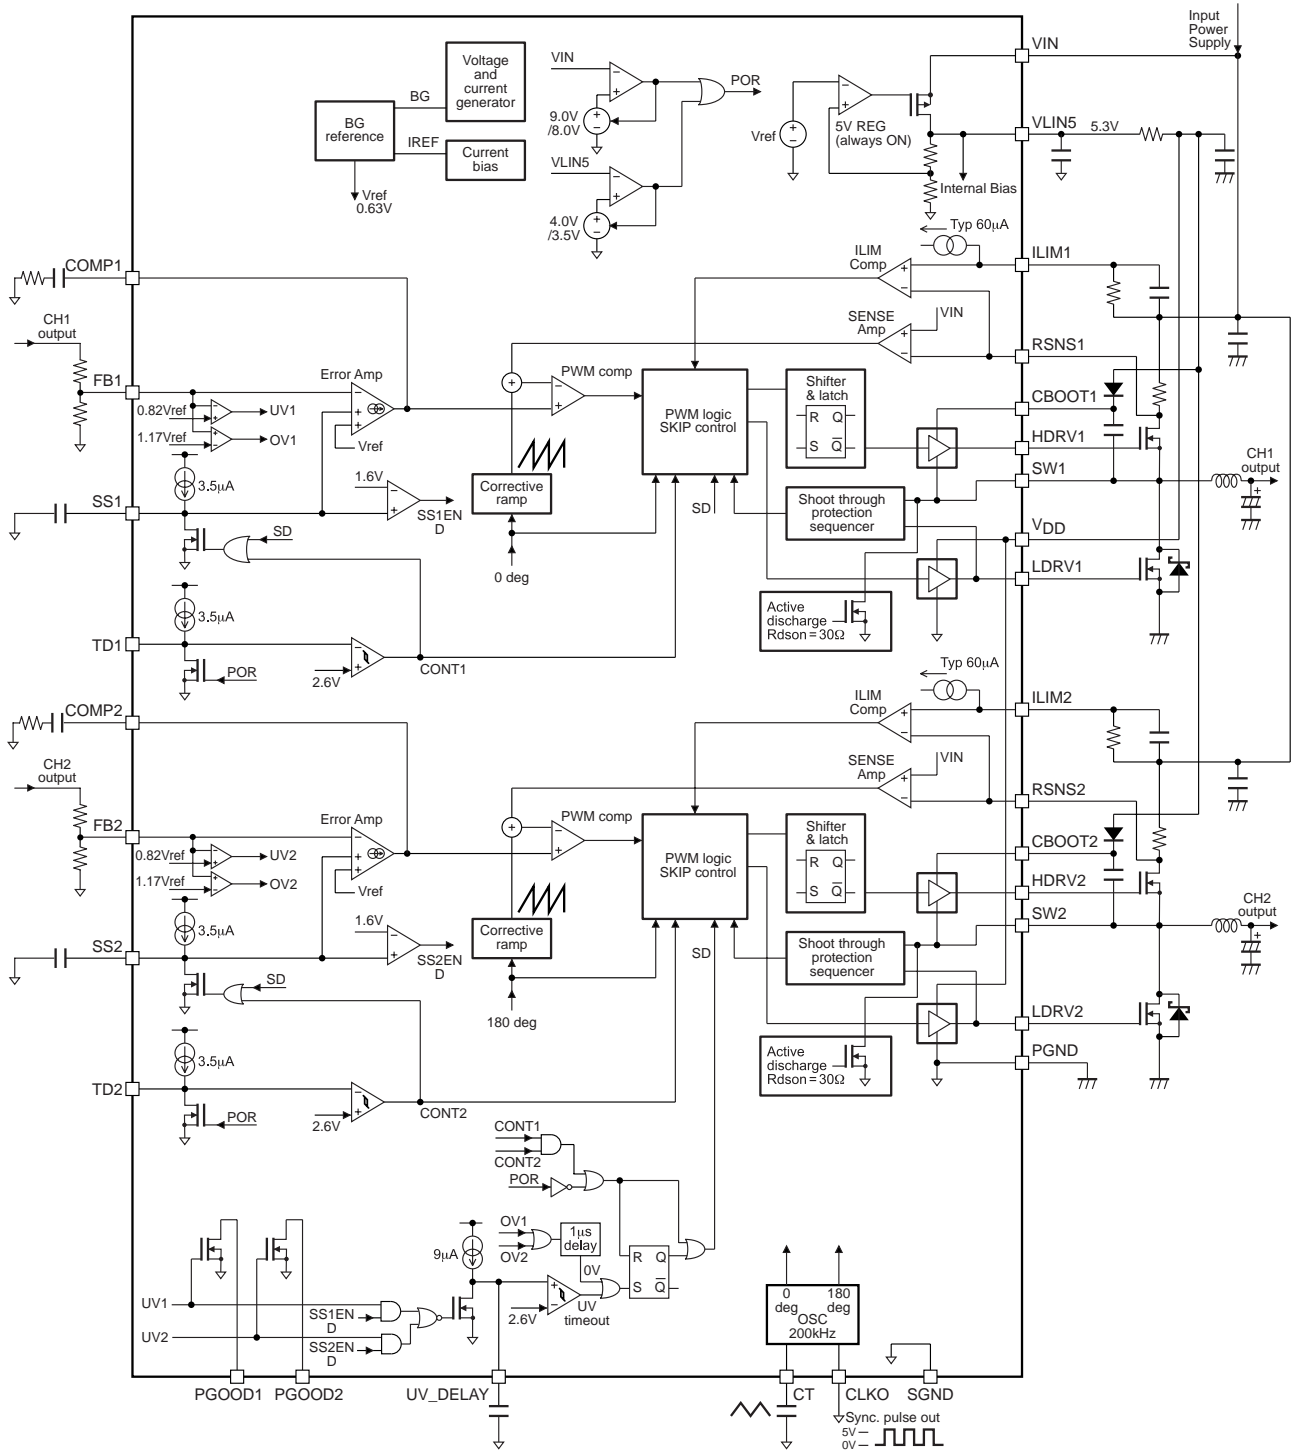 Input
Power
Supply
VIN
Voltage
and
current
generator
BG
BG
reference
IREF
Current
bias
Vref
0.63V
VIN
POR
9.0V
/8.0V
VLIN5
4.0V
/3.5V
Vref
5V REG
(always ON)
Internal Bias
VLIN5
5.3V
Typ 60μA
ILIM
Comp
ILIM1
COMP1
CH1
output
SENSE
Amp
VIN
RSNS1
FB1
Error Amp
PWM comp
0.82Vref
UV1
1.17Vref
OV1
Vref
PWM logic
SKIP control
Shifter
& latch
R Q
S Q
CBOOT1
HDRV1
SW1
CH1
output
3.5μA
1.6V
SS1EN
D
Corrective
ramp
SD
Shoot through
protection
sequencer
SS1
SD
0 deg
VDD
LDRV1
Active
discharge
Rdson = 30Ω
3.5μA
TD1
POR
2.6V
CONT1
Typ 60μA
ILIM
Comp
ILIM2
COMP2
CH2
output
SENSE
Amp
VIN
RSNS2
FB2
Error Amp
PWM comp
0.82Vref
UV2
1.17Vref
OV2
Vref
PWM logic
SKIP control
Shifter
& latch
R Q
S Q
CBOOT2
HDRV2
SW2
CH2
output
3.5μA
1.6V
SS2EN
D
Corrective
ramp
SD
Shoot through
protection
sequencer
SS2
SD
180 deg
LDRV2
PGND
Active
discharge
Rdson = 30Ω
3.5μA
TD2
POR
2.6V
CONT2
CONT1
CONT2
POR
OV1
OV2
1μs
delay
0V
R Q
S Q
9μA
2.6V
UV
timeout
UV1
SS1EN
D
UV2
SS2EN
D
0
deg
180
deg
OSC
200kHz
PGOOD1
PGOOD2
UV_DELAY
CT
CLKO
SGND
Sync. pulse out
5V
0V